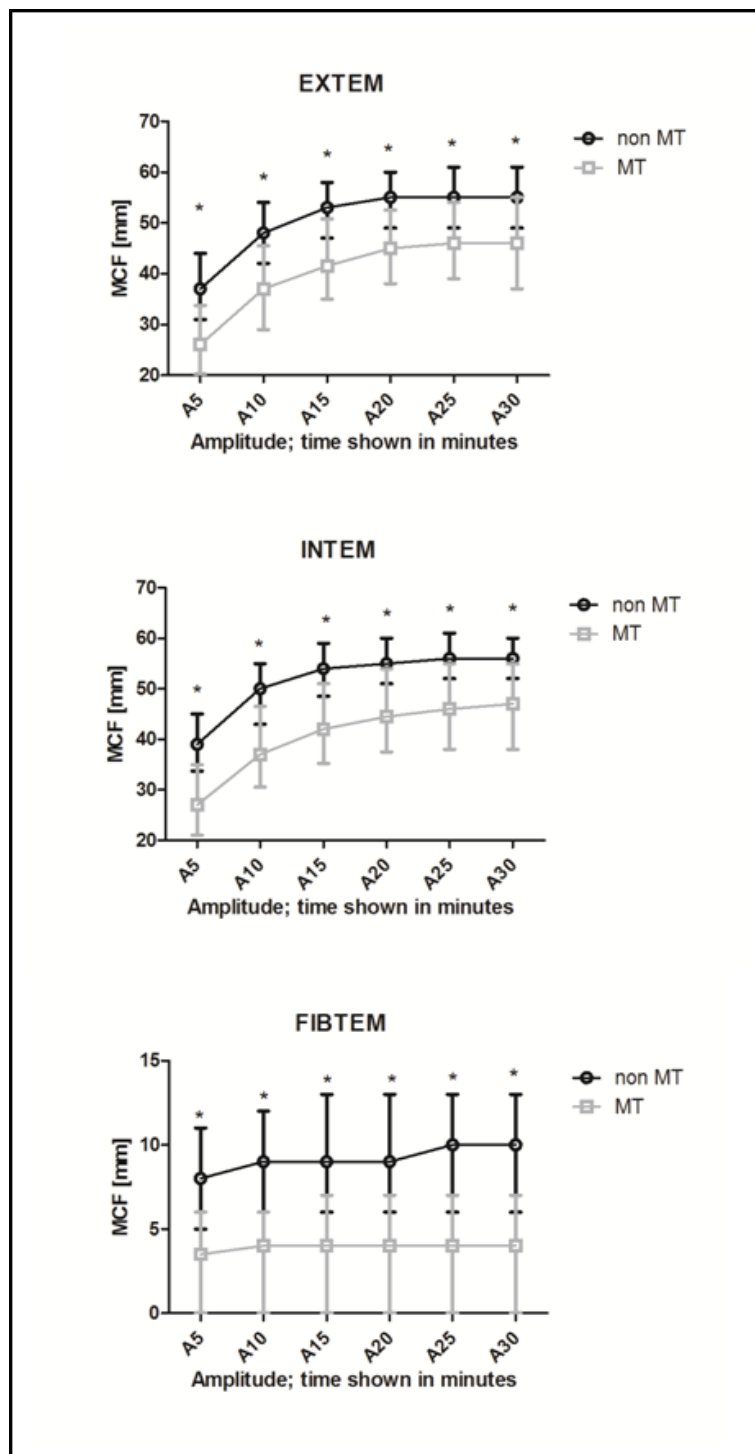 EXTEM
70
60
50
40
30
20
MCF [mm]
* * * * * *
non MT
MT
A5 A10 A15 A20 A25 A30
Amplitude; time shown in minutes
INTEM
70
60
50
40
30
20
MCF [mm]
* * * * * *
non MT
MT
A5 A10 A15 A20 A25 A30
Amplitude; time shown in minutes
FIBTEM
15
10
5
0
MCF [mm]
* * * * * *
non MT
MT
A5 A10 A15 A20 A25 A30
Amplitude; time shown in minutes